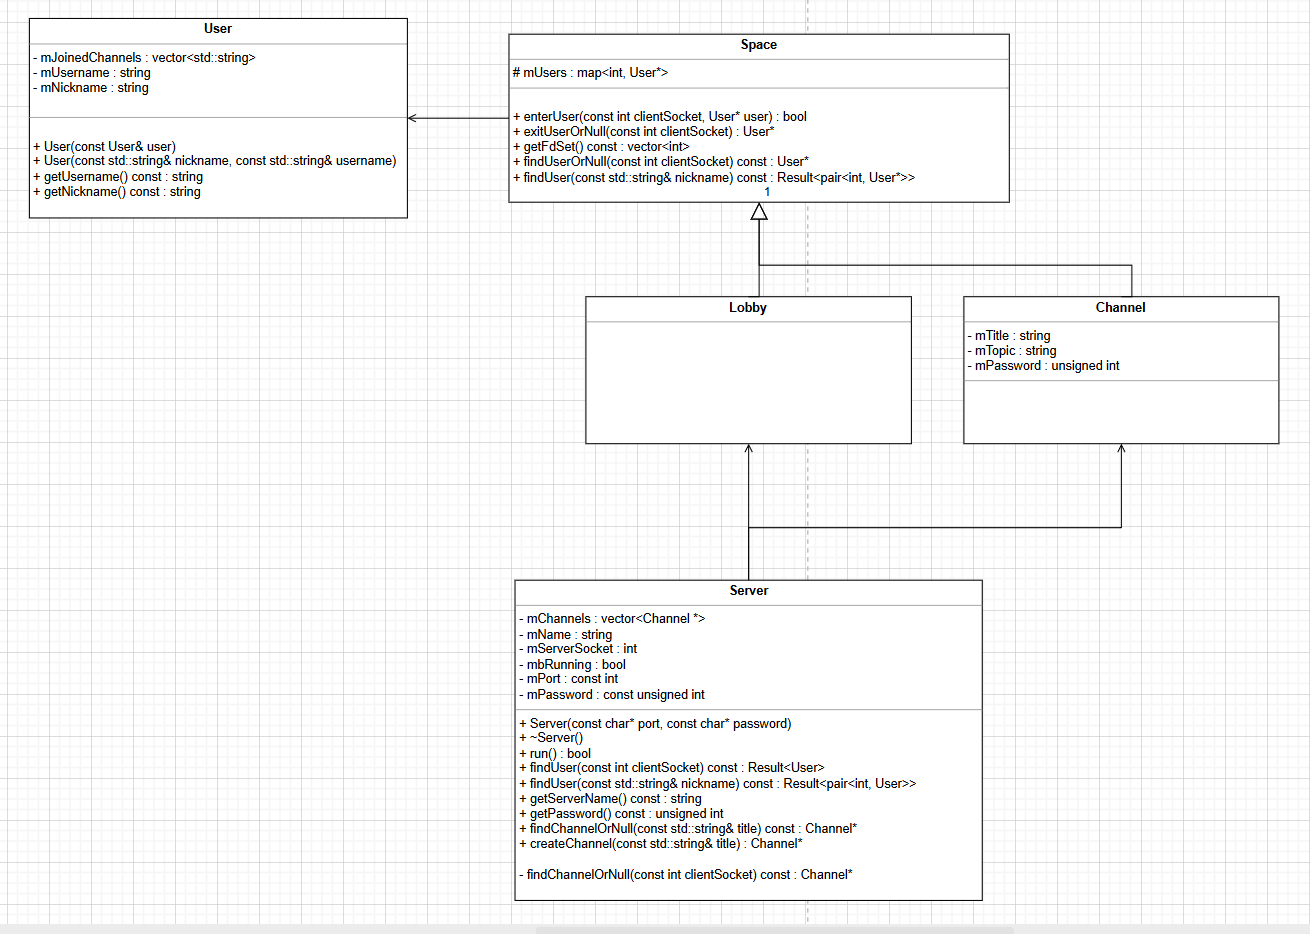 User
- mJoinedChannels : vector<std::string>
- mUsername : string
- mNickname : string
+ User(const User& user)
+ User(const std::string& nickname, const std::string& username)
+ getUsername() const : string
+ getNickname() const : string
Space
# mUsers : map<int, User*>
+ enterUser(const int clientSocket, User* user) : bool
+ exitUserOrNull(const int clientSocket) : User*
+ getFdSet() const : vector<int>
+ findUserOrNull(const int clientSocket) const : User*
+ findUser(const std::string& nickname) const : Result<pair<int, User*>>
1
Lobby
Channel
- mTitle : string
- mTopic : string
- mPassword : unsigned int
Server
- mChannels : vector<Channel *>
- mName : string
- mServerSocket : int
- mbRunning : bool
- mPort : const int
- mPassword : const unsigned int
+ Server(const char* port, const char* password)
+ ~Server()
+ run() : bool
+ findUser(const int clientSocket) const : Result<User>
+ findUser(const std::string& nickname) const : Result<pair<int, User>>
+ getServerName() const : string
+ getPassword() const : unsigned int
+ findChannelOrNull(const std::string& title) const : Channel*
+ createChannel(const std::string& title) : Channel*
- findChannelOrNull(const int clientSocket) const : Channel*